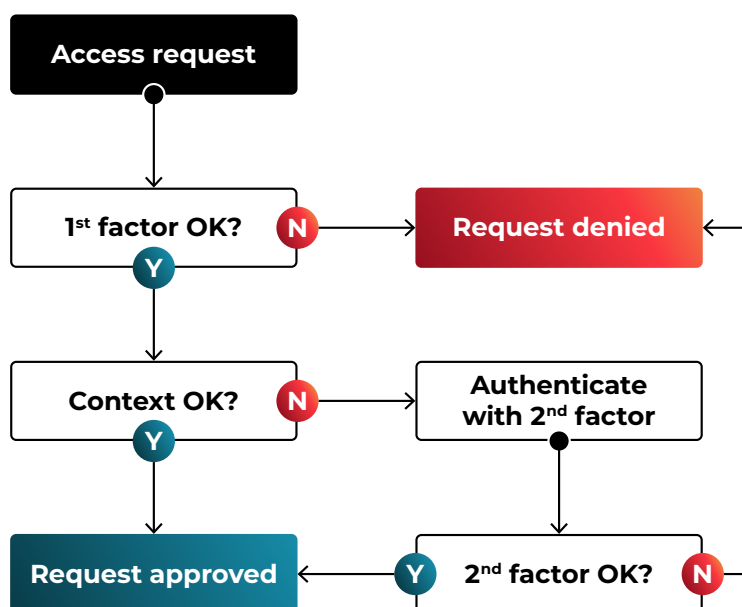 Access request
1st factor OK?
N
Request denied
Y
Context OK?
N
Authenticate
with 2nd factor
Y
Request approved
Y
2nd factor OK?
N